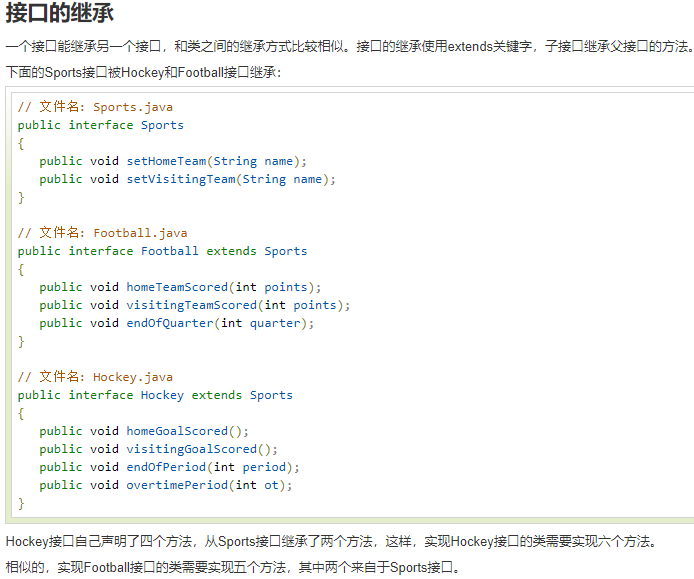 接口的继承
一个接口能继承另一个接口，和类之间的继承方式比较相似。接口的继承使用extends关键字，子接口继承父接口的方法。
下面的Sports接口被Hockey和Football接口继承：
// 文件名: Sports.java
public interface Sports
{
   public void setHomeTeam(String name);
   public void setVisitingTeam(String name);
}

// 文件名: Football.java
public interface Football extends Sports
{
   public void homeTeamScored(int points);
   public void visitingTeamScored(int points);
   public void endOfQuarter(int quarter);
}

// 文件名: Hockey.java
public interface Hockey extends Sports
{
   public void homeGoalScored();
   public void visitingGoalScored();
   public void endOfPeriod(int period);
   public void overtimePeriod(int ot);
}
Hockey接口自己声明了四个方法，从Sports接口继承了两个方法，这样，实现Hockey接口的类需要实现六个方法。
相似的，实现Football接口的类需要实现五个方法，其中两个来自于Sports接口。